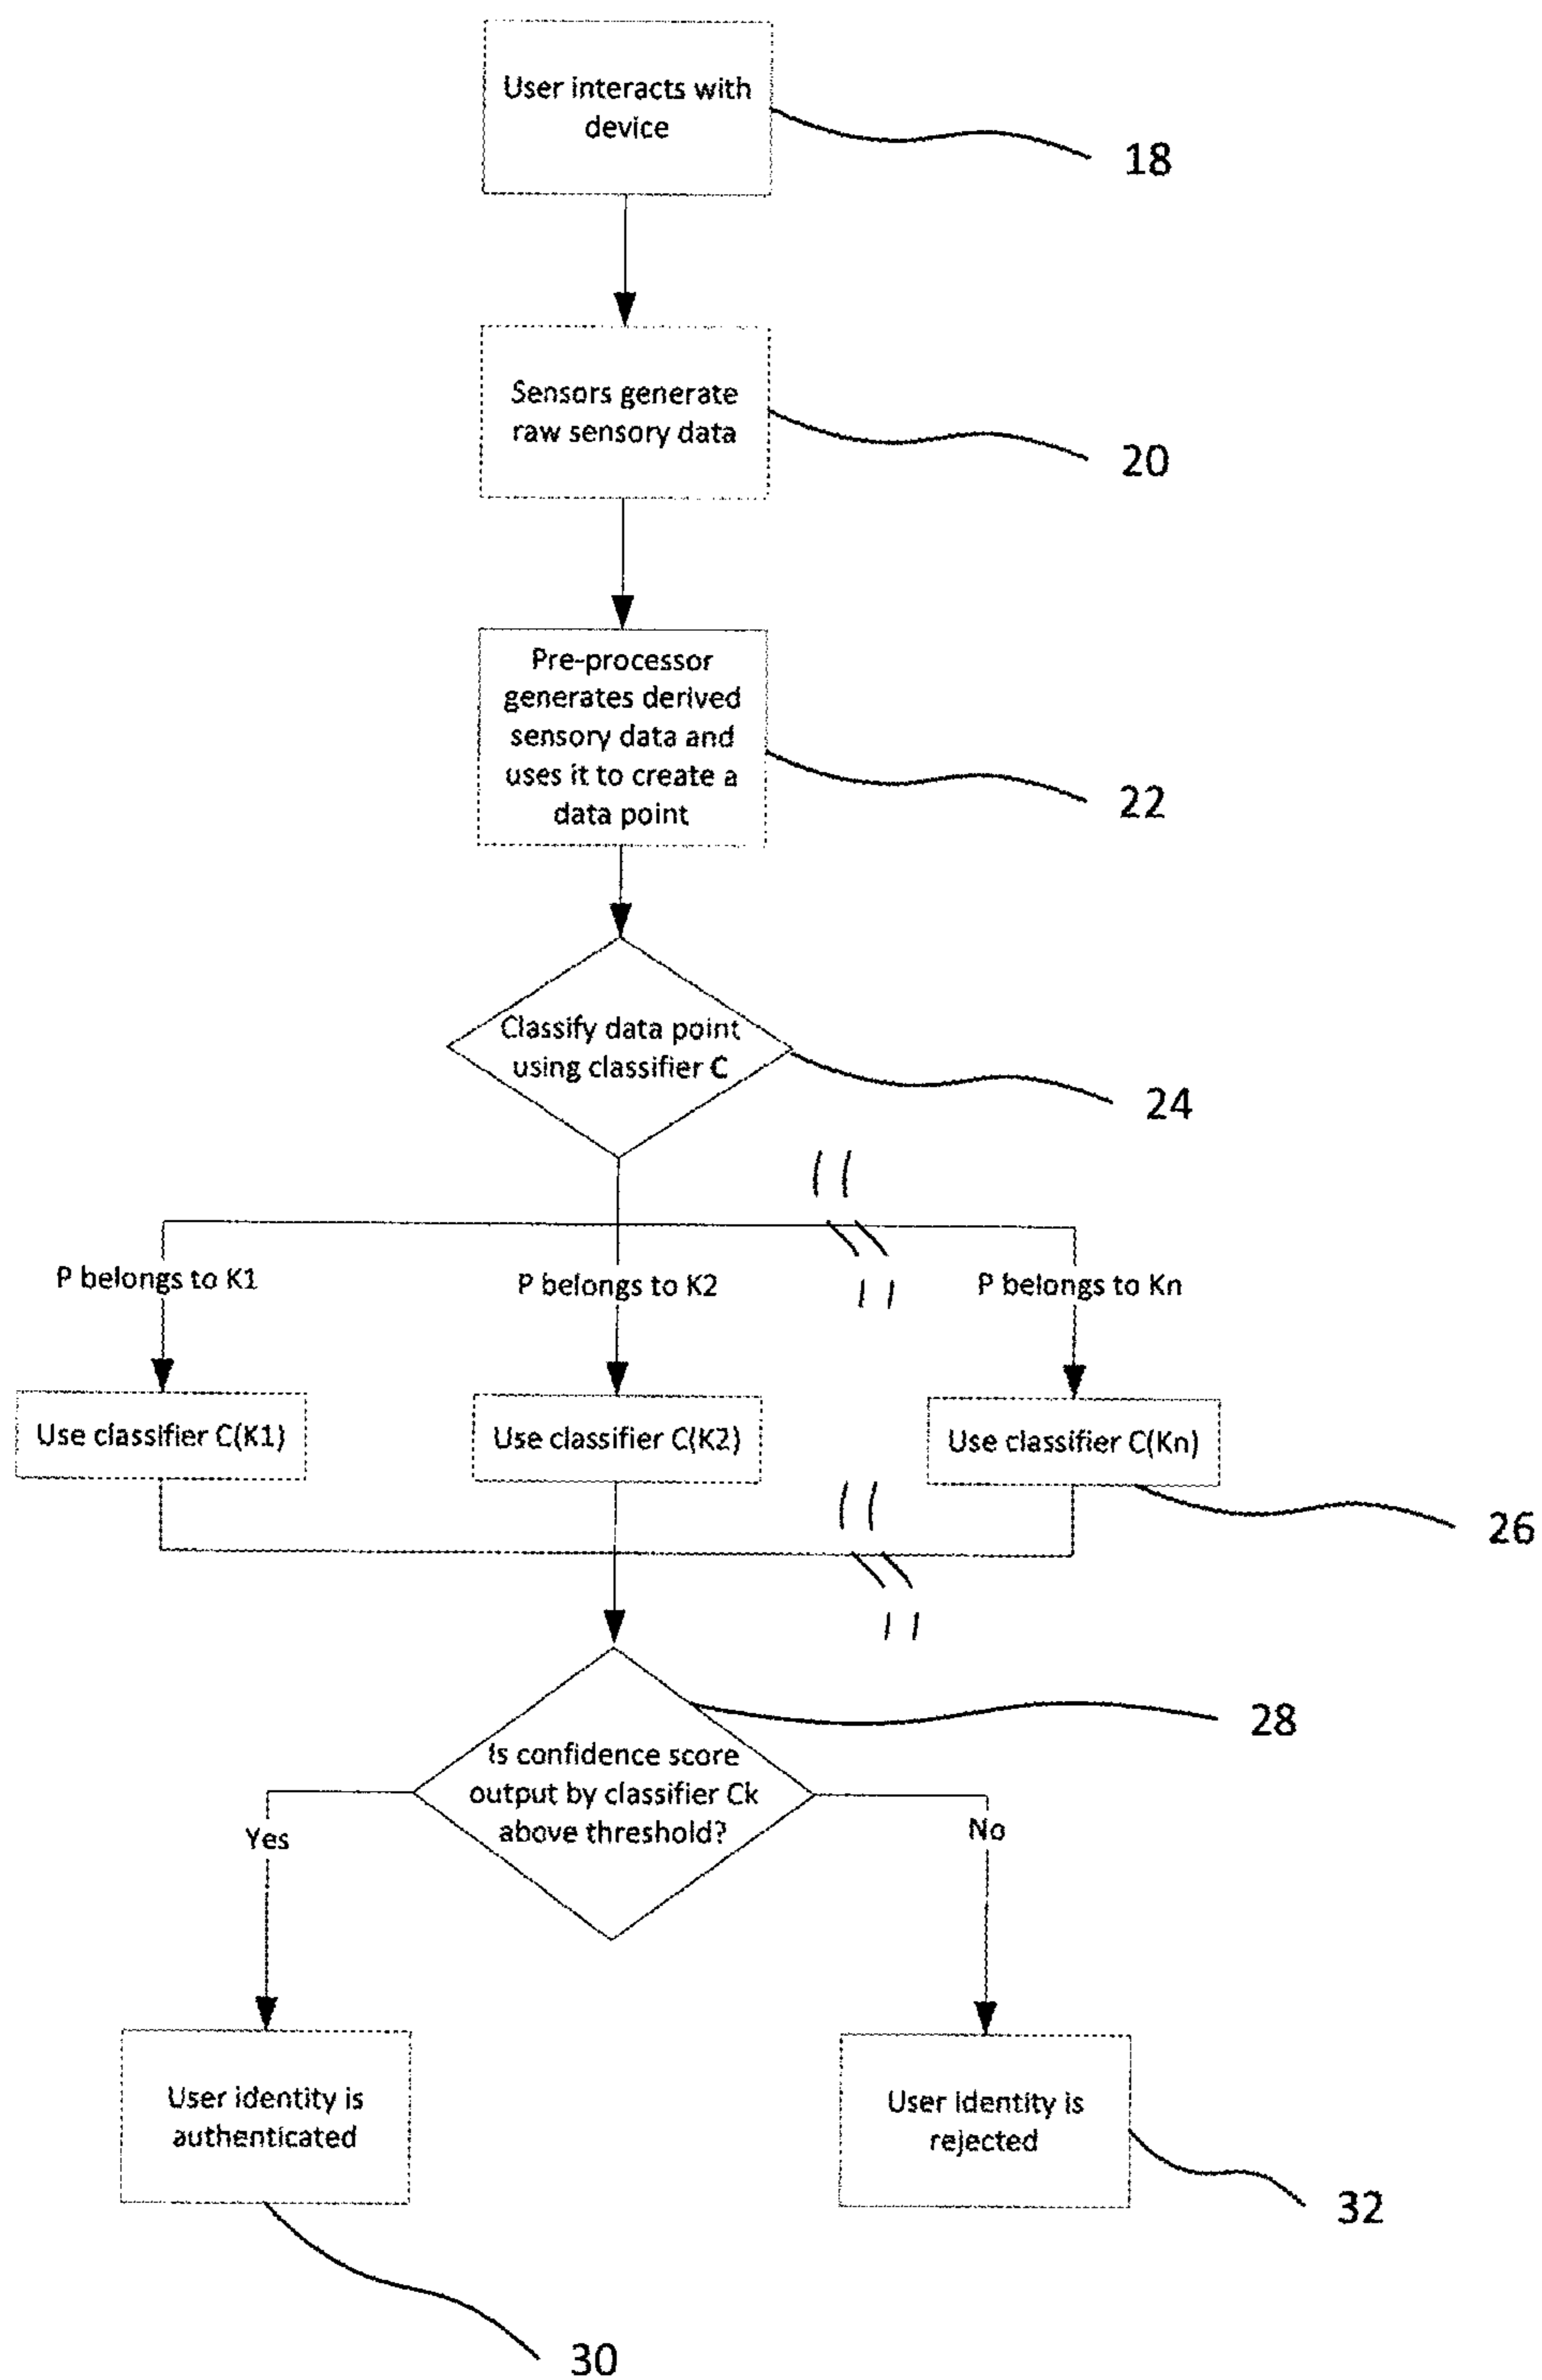 User interacts with
device
18
Sensors generate
raw sensory data
20
Pre-processor
generates derived
sensory data and
uses it to create a
data point
22
Classify data point
using classifier C
24
P belongs to K1
P belongs to K2
P belongs to Kn
Use classifier C(K1)
Use classifier C(K2)
Use classifier C(Kn)
26
Is confidence score
output by classifier Ck
above threshold?
28
Yes
No
User identity is
authenticated
30
User identity is
rejected
32